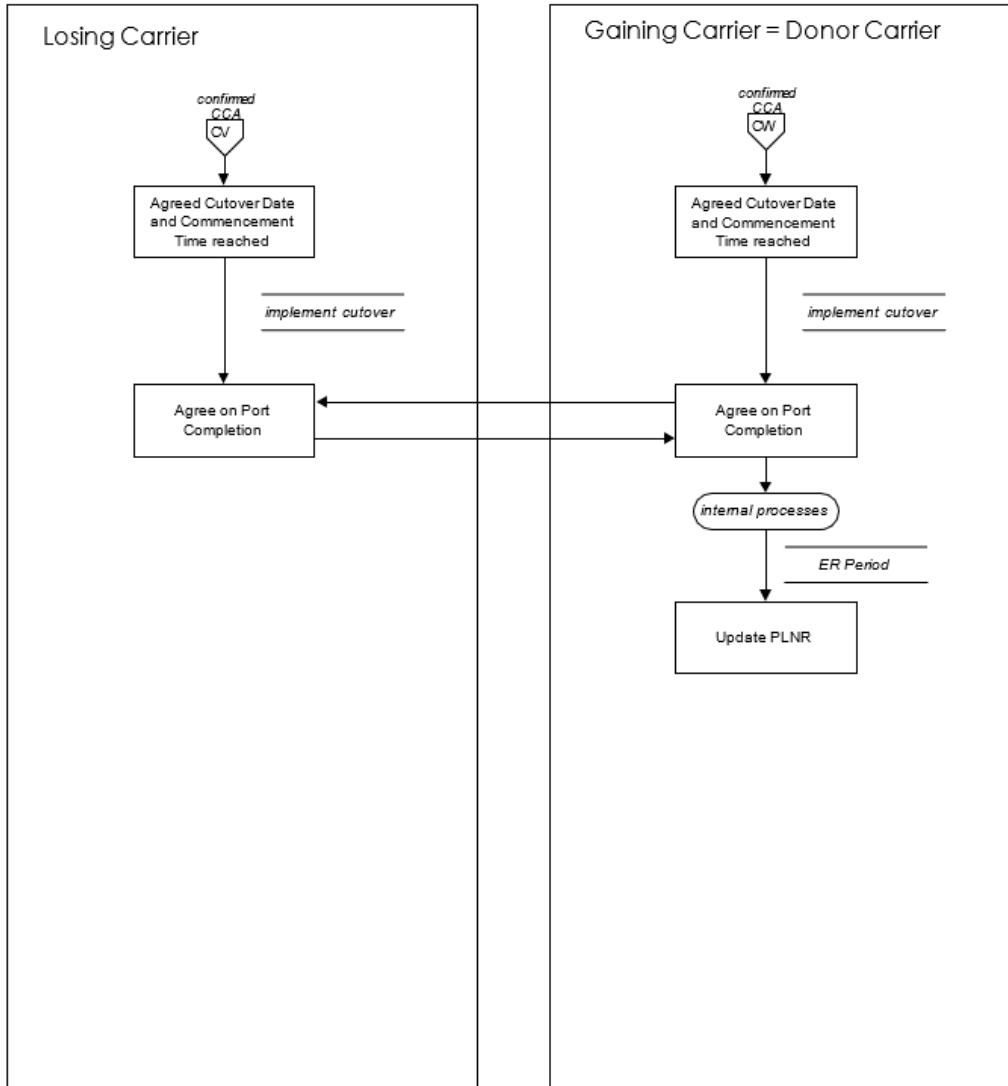 Losing Carrier
confirmed
CCA
CV
Agreed Cutover Date
and Commencement
Time reached
implement cutover
Agree on Port
Completion
Gaining Carrier = Donor Carrier
confirmed
CCA
CW
Agreed Cutover Date
and Commencement
Time reached
implement cutover
Agree on Port
Completion
internal processes
ER Period
Update PLNR